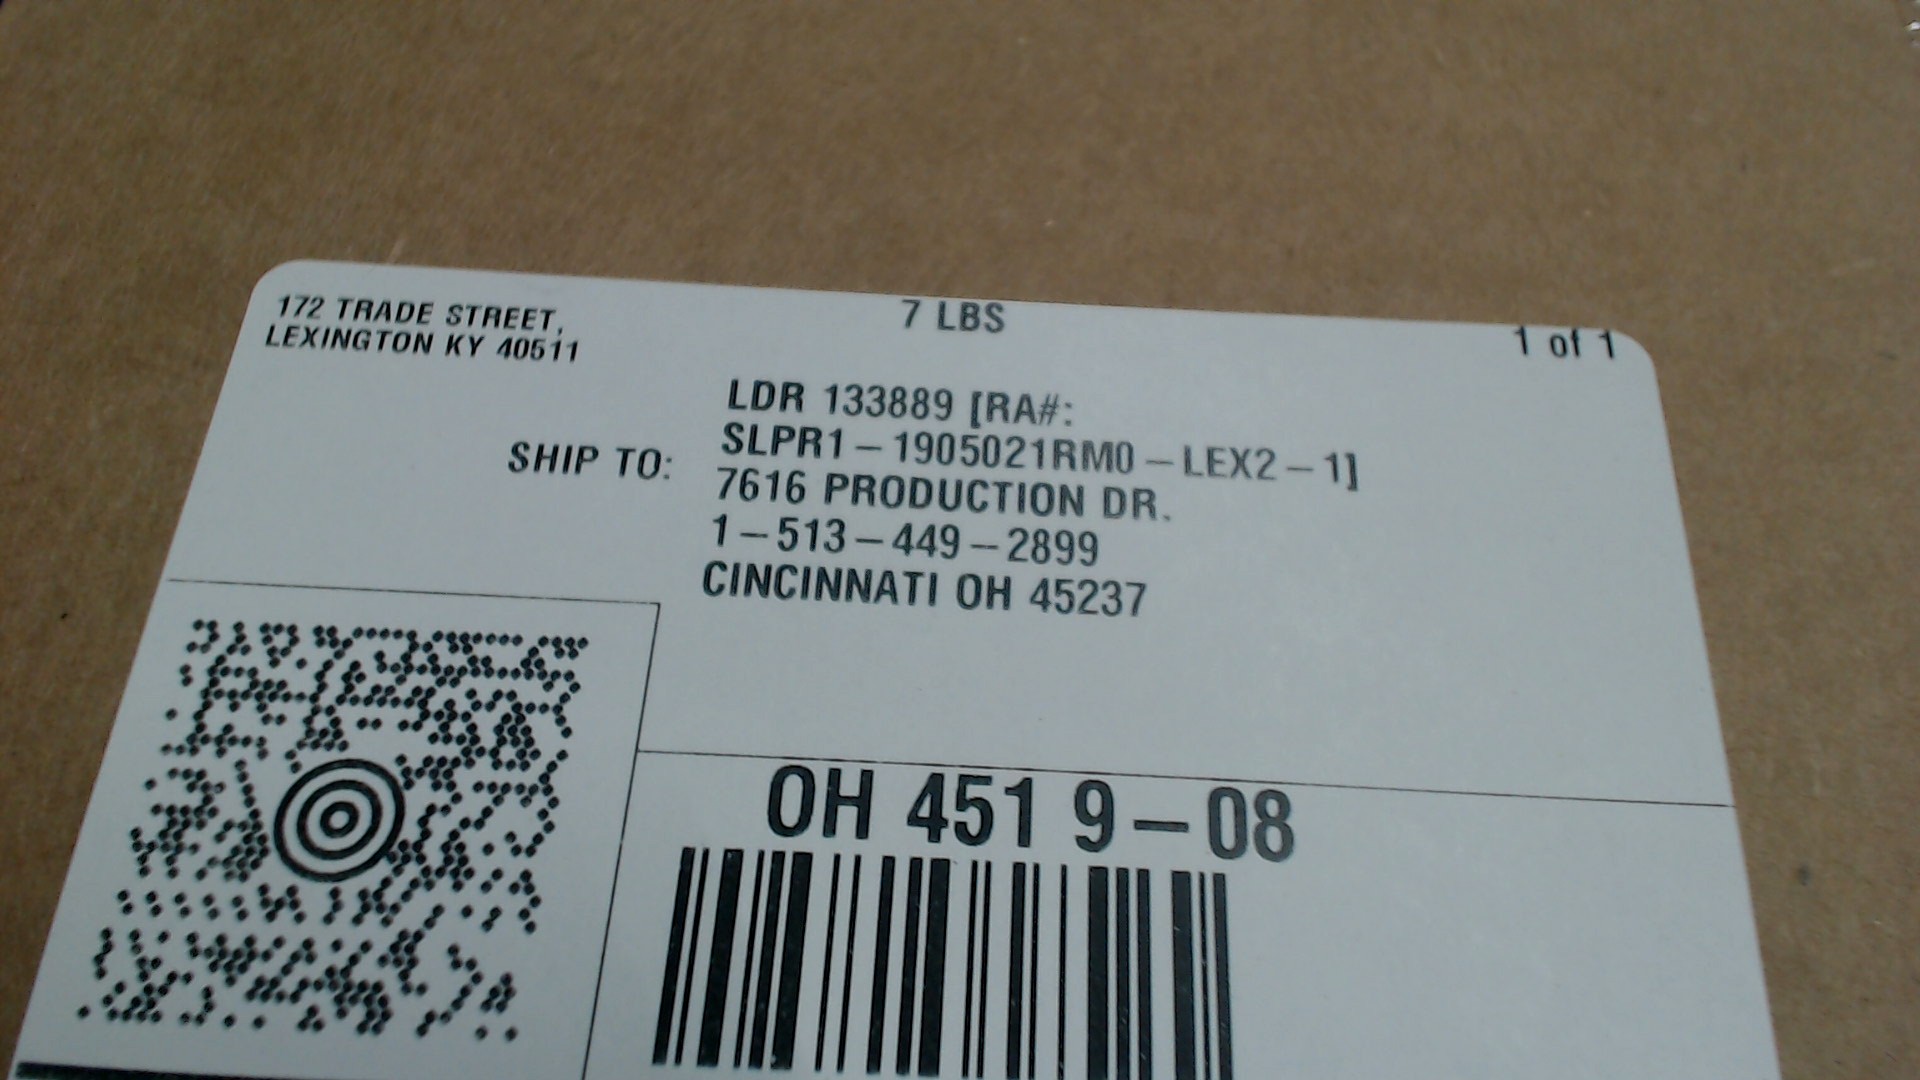 172 TRADE STREET,
LEXINGTON KY 40511
7 LBS
1 of 1
SHIP TO:
LDR 133889 [RA#:
SLPR1-1905021RM0-LEX2-1]
7616 PRODUCTION DR.
1-513-449-2899
CINCINNATI OH 45237
OH 451 9-08